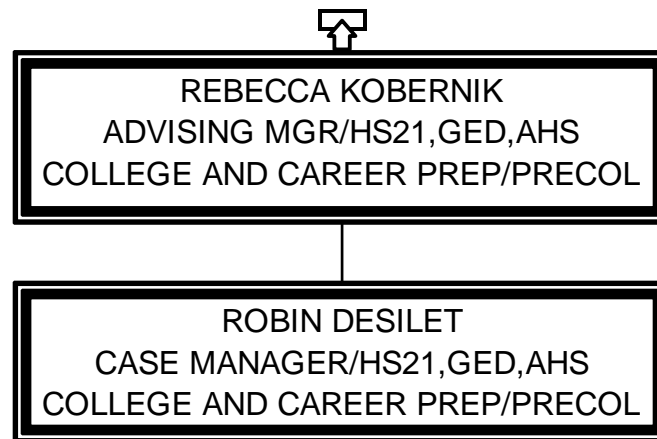 REBECCA KOBERNIK
ADVISING MGR/HS21,GED,AHS
COLLEGE AND CAREER PREP/PRECOL
ROBIN DESILET
CASE MANAGER/HS21,GED,AHS
COLLEGE AND CAREER PREP/PRECOL